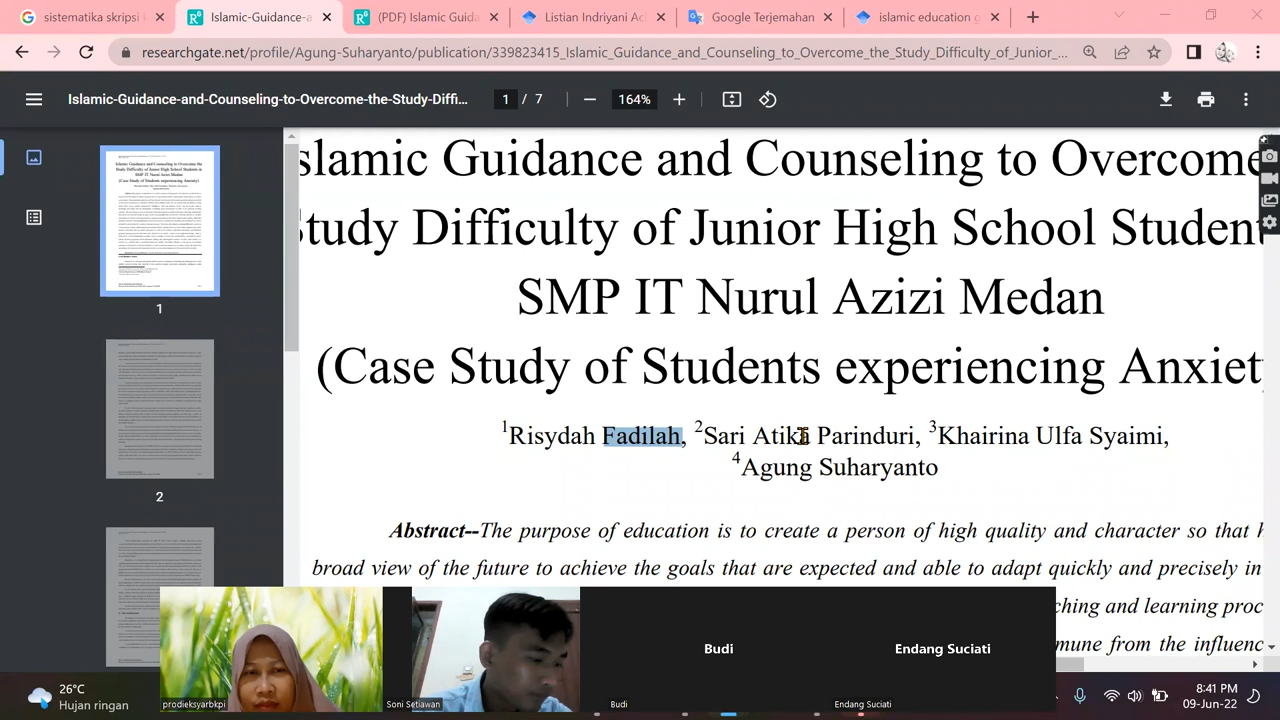 sistematika skripsi k
Islamic-Guidance-a
(PDF) Islamic Guida
Listian Indriyani Ac
Google Terjemahan
islamic education g
researchgate.net/profile/Agung-Suharyanto/publication/339823415_Islamic_Guidance_and_Counseling_to_Overcome_the_Study_Difficulty_of_Junior_...
Islamic-Guidance-and-Counseling-to-Overcome-the-Study-Diffi...
1 / 7
164%
1
2
slamic Guidance and Counseling to Overcome
tudy Difficulty of Junior High School Student
SMP IT Nurul Azizi Medan
(Case Study of Students experiencing Anxiet
1Risydah Fadilah, 2Sari Atika Parinduri, 3Khairina Ulfa Syaimi,
4Agung Suharyanto
Abstract--The purpose of education is to create a person of high quality and character so that h
broad view of the future to achieve the goals that are expected and able to adapt quickly and precisely in
ching and learning proc
mune from the influenc
Budi
Endang Suciati
prodieksyarbkpi
Soni Setiawan
Budi
Endang Suciati
26°C
Hujan ringan
8:41 PM
09-Jun-22